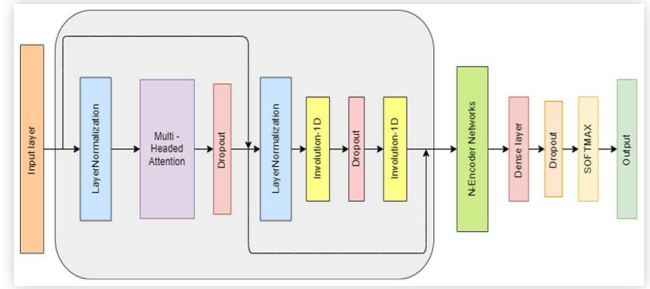 Input layer
LayerNormalization
Multi -
Headed
Attention
Dropout
LayerNormalization
Involution-1D
Dropout
Involution-1D
N-Encoder Networks
Dense layer
Dropout
SOFTMAX
Output